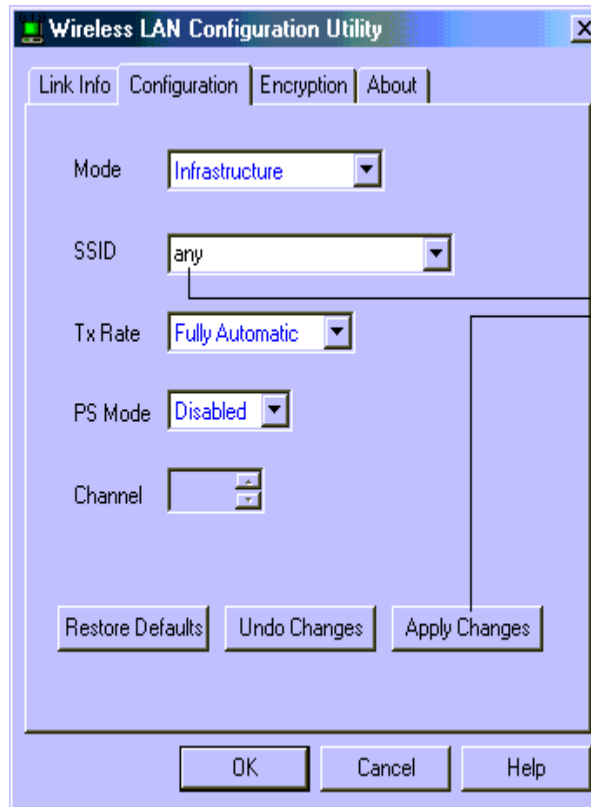 Wireless LAN Configuration Utility
Link Info Configuration Encryption About
Mode Infrastructure
SSID any
Tx Rate Fully Automatic
PS Mode Disabled
Channel
Restore Defaults Undo Changes Apply Changes
OK Cancel Help